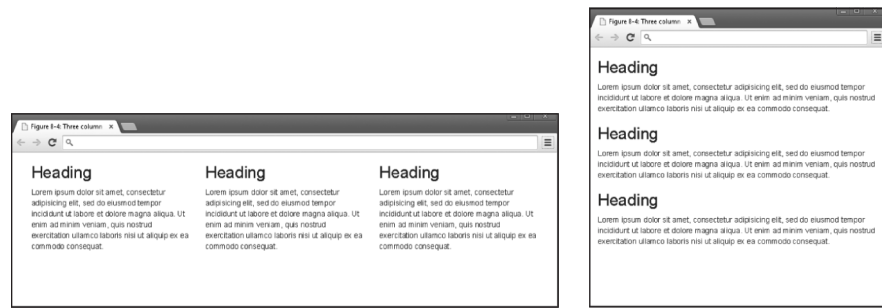 Figure II-4: Three column
Heading
Lorem ipsum dolor sit amet, consectetur
adipisicing elit, sed do eiusmod tempor
incididunt ut labore et dolore magna aliqua. Ut
enim ad minim veniam, quis nostrud
exercitation ullamco laboris nisi ut aliquip ex ea
commodo consequat.
Heading
Lorem ipsum dolor sit amet, consectetur
adipisicing elit, sed do eiusmod tempor
incididunt ut labore et dolore magna aliqua. Ut
enim ad minim veniam, quis nostrud
exercitation ullamco laboris nisi ut aliquip ex ea
commodo consequat.
Heading
Lorem ipsum dolor sit amet, consectetur
adipisicing elit, sed do eiusmod tempor
incididunt ut labore et dolore magna aliqua. Ut
enim ad minim veniam, quis nostrud
exercitation ullamco laboris nisi ut aliquip ex ea
commodo consequat.
Figure II-4: Three column
Heading
Lorem ipsum dolor sit amet, consectetur adipisicing elit, sed do eiusmod tempor
incididunt ut labore et dolore magna aliqua. Ut enim ad minim veniam, quis nostrud
exercitation ullamco laboris nisi ut aliquip ex ea commodo consequat.
Heading
Lorem ipsum dolor sit amet, consectetur adipisicing elit, sed do eiusmod tempor
incididunt ut labore et dolore magna aliqua. Ut enim ad minim veniam, quis nostrud
exercitation ullamco laboris nisi ut aliquip ex ea commodo consequat.
Heading
Lorem ipsum dolor sit amet, consectetur adipisicing elit, sed do eiusmod tempor
incididunt ut labore et dolore magna aliqua. Ut enim ad minim veniam, quis nostrud
exercitation ullamco laboris nisi ut aliquip ex ea commodo consequat.